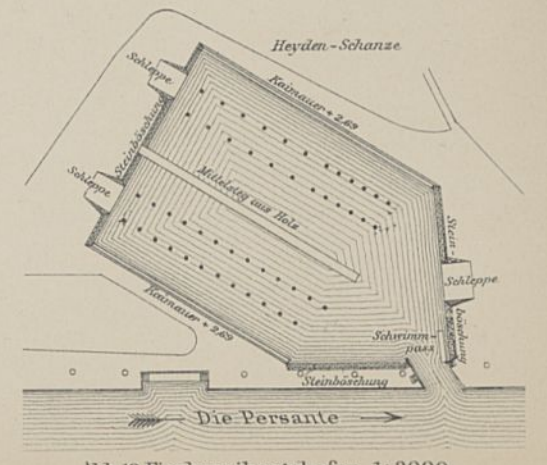 Heyden-Schanze
Schleppe
Kaimauer + 2.69
Steinböschung
Schleppe
Mittelsteg aus Holz
Stein-
böschung
Schleppe
Kaimauer + 2.69
Schwimm-
pass
Steinböschung
Die Persante